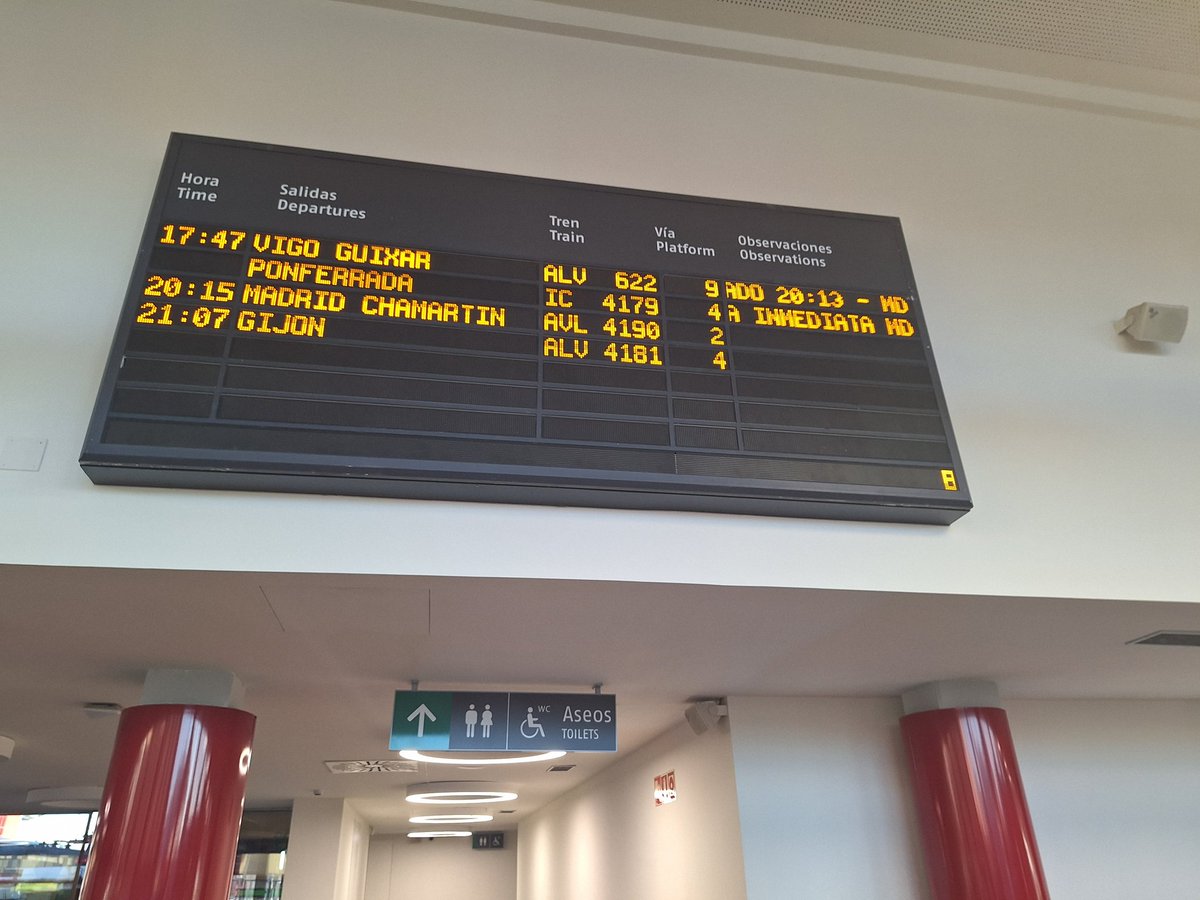 Hora Salidas Tren Vía Observaciones
Time Departures Train Platform Observations
17:47 VIGO GUIXAR ALV 622 9 ADO 20:13 - MD
PONFERRADA IC 4179 4 A INMEDIATA MD
20:15 MADRID CHAMARTIN AVL 4190 2
21:07 GIJON ALV 4181 4
WC Aseos
TOILETS